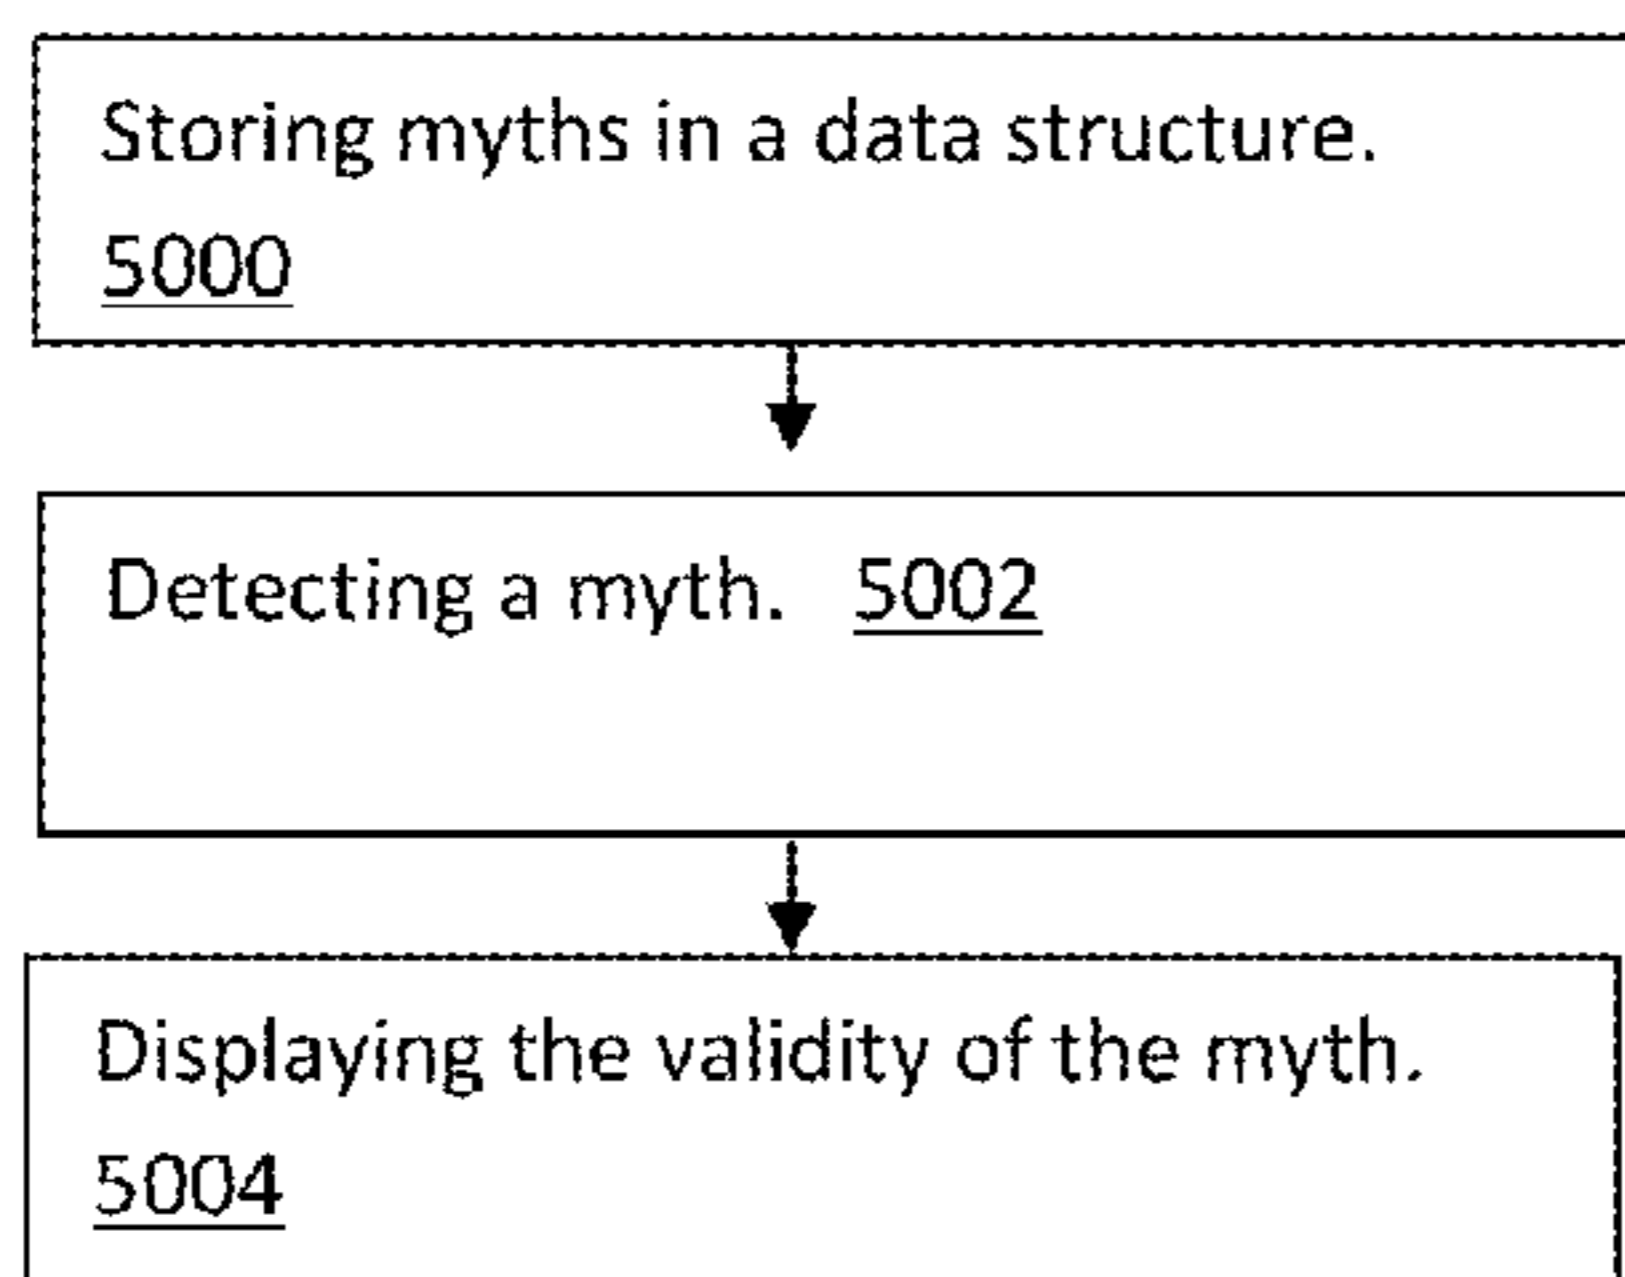 Storing myths in a data structure.
5000
Detecting a myth. 5002
Displaying the validity of the myth.
5004